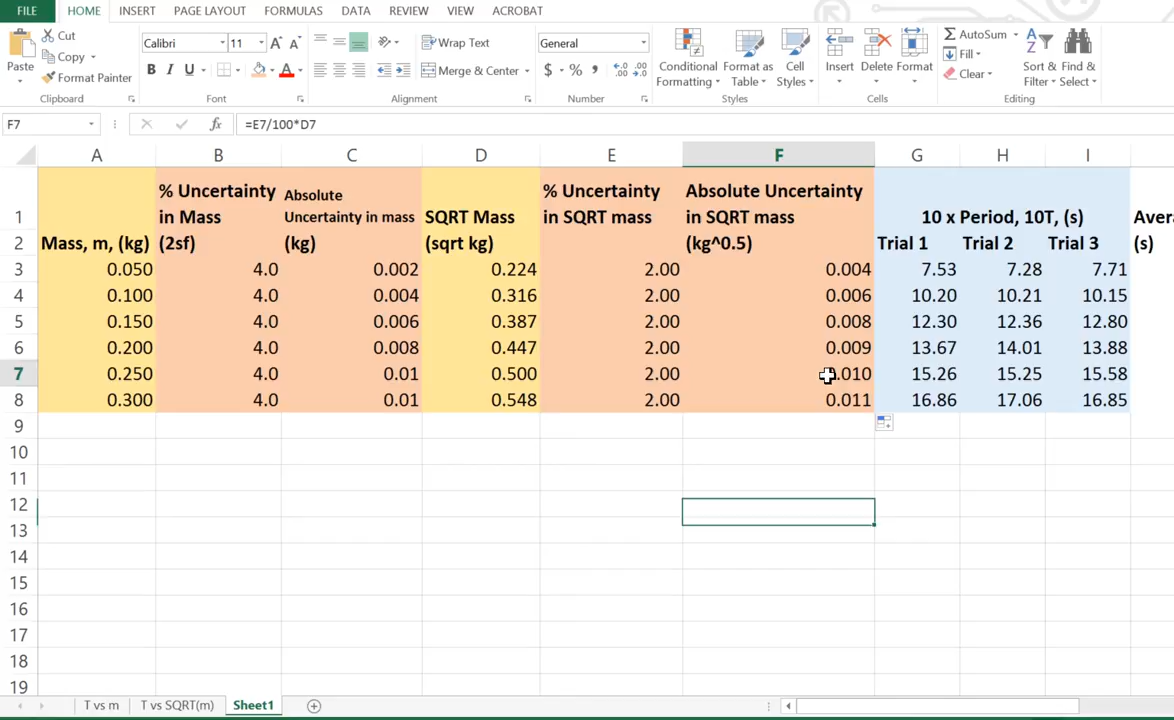 FILE HOME INSERT PAGE LAYOUT FORMULAS DATA REVIEW VIEW ACROBAT
Paste
Cut
Copy
Format Painter
Clipboard
Calibri 11 A A
B I U A
Font
Wrap Text
Merge & Center
Alignment
General
$ % , .00 .0 .0 .00
Number
Conditional Formatting
Format as Table
Cell Styles
Styles
Insert Delete Format
Cells
AutoSum
Fill
Clear
Sort & Filter
Find & Select
Editing
F7 fx =E7/100*D7
A B C D E F G H I
1 % Uncertainty in Mass Absolute Uncertainty in mass SQRT Mass % Uncertainty in SQRT mass Absolute Uncertainty in SQRT mass 10 x Period, 10T, (s) Aver
2 Mass, m, (kg) (2sf) (kg) (sqrt kg) (kg^0.5) Trial 1 Trial 2 Trial 3 (s)
3 0.050 4.0 0.002 0.224 2.00 0.004 7.53 7.28 7.71
4 0.100 4.0 0.004 0.316 2.00 0.006 10.20 10.21 10.15
5 0.150 4.0 0.006 0.387 2.00 0.008 12.30 12.36 12.80
6 0.200 4.0 0.008 0.447 2.00 0.009 13.67 14.01 13.88
7 0.250 4.0 0.01 0.500 2.00 .010 15.26 15.25 15.58
8 0.300 4.0 0.01 0.548 2.00 0.011 16.86 17.06 16.85
9
10
11
12
13
14
15
16
17
18
19
T vs m T vs SQRT(m) Sheet1